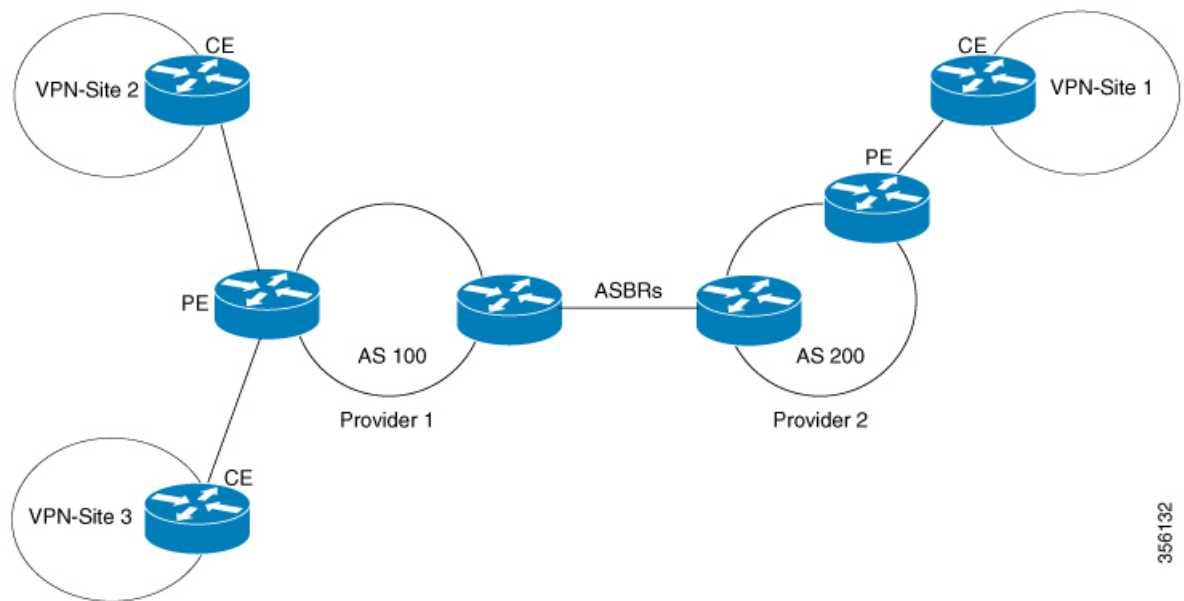 CE
VPN-Site 2
CE
VPN-Site 1
PE
PE
ASBRs
AS 100
AS 200
Provider 1
Provider 2
CE
VPN-Site 3
356132